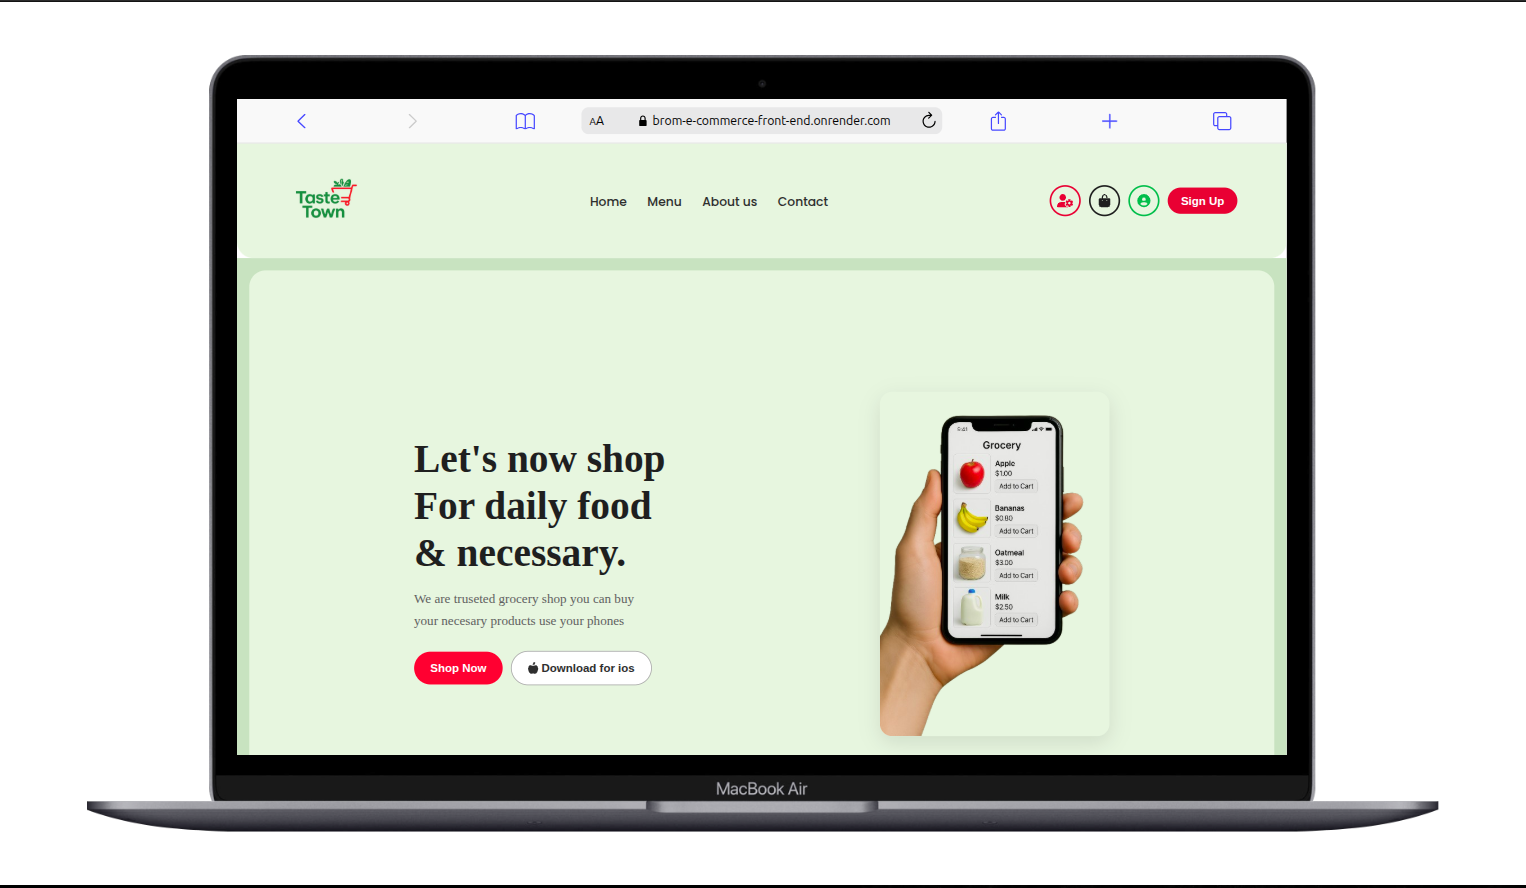 AA brom-e-commerce-front-end.onrender.com
Taste
Town
Home Menu About us Contact
Sign Up
Let's now shop
For daily food
& necessary.
We are truseted grocery shop you can buy
your necesary products use your phones
Shop Now
Download for ios
9:41
Grocery
Apple
$1.00
Add to Cart
Bananas
$0.80
Add to Cart
Oatmeal
$3.00
Add to Cart
Milk
$2.50
Add to Cart
MacBook Air